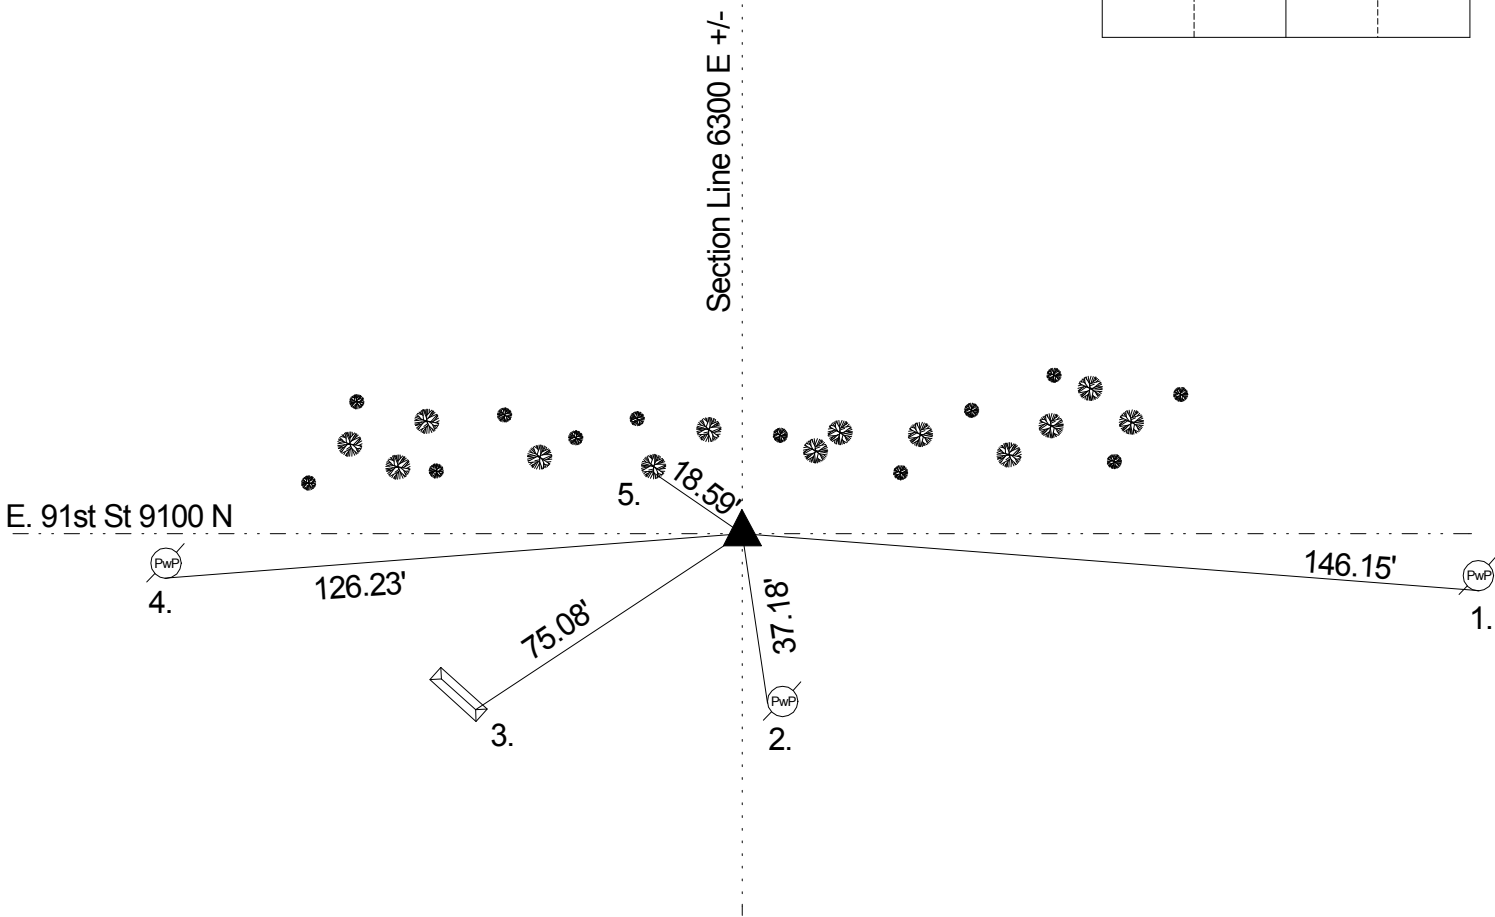 Section Line 6300 E +/-
18.59'
5.
E. 91st St 9100 N
PwP
126.23'
4.
146.15'
PwP
1.
75.08'
37.18'
3.
PwP
2.